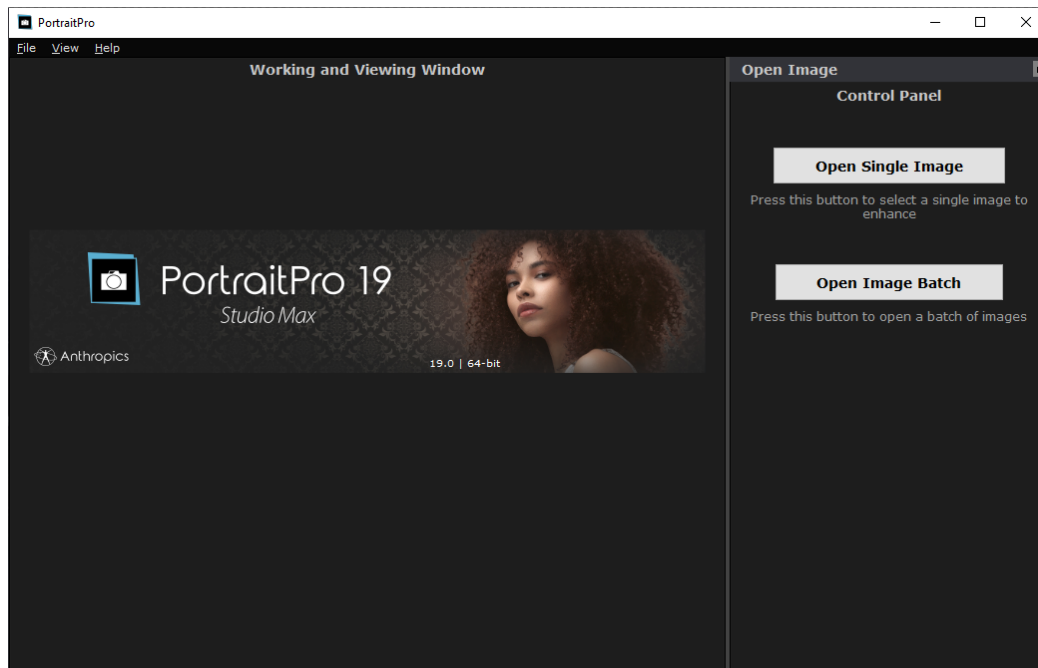 PortraitPro
File View Help
Working and Viewing Window
PortraitPro 19
Studio Max
Anthropics
19.0 | 64-bit
Open Image
Control Panel
Open Single Image
Press this button to select a single image to
enhance
Open Image Batch
Press this button to open a batch of images